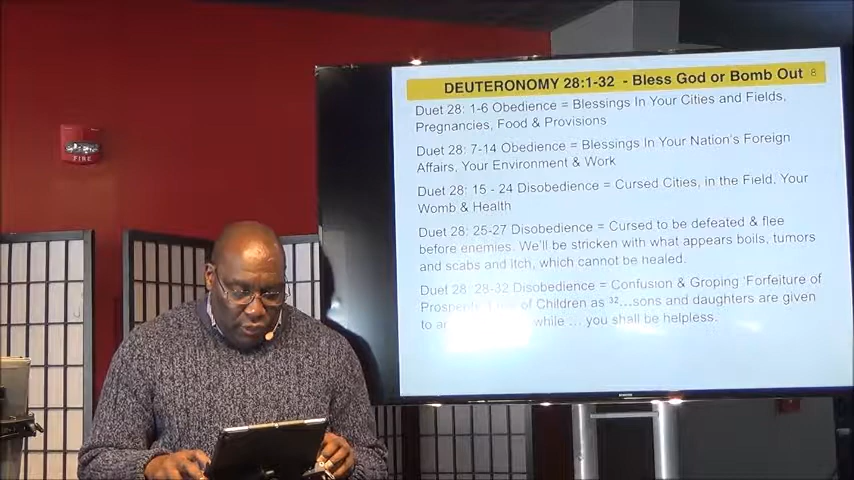 FIRE
DEUTERONOMY 28:1-32 - Bless God or Bomb Out 8
Duet 28: 1-6 Obedience = Blessings In Your Cities and Fields,
Pregnancies, Food & Provisions
Duet 28: 7-14 Obedience = Blessings In Your Nation's Foreign
Affairs, Your Environment & Work
Duet 28: 15 - 24 Disobedience = Cursed Cities, in the Field, Your
Womb & Health
Duet 28: 25-27 Disobedience = Cursed to be defeated & flee
before enemies. We'll be stricken with what appears boils, tumors
and scabs and itch, which cannot be healed.
Duet 28: 28-32 Disobedience = Confusion & Groping 'Forfeiture of
of Children as ³²…sons and daughters are given
to while … you shall be helpless.